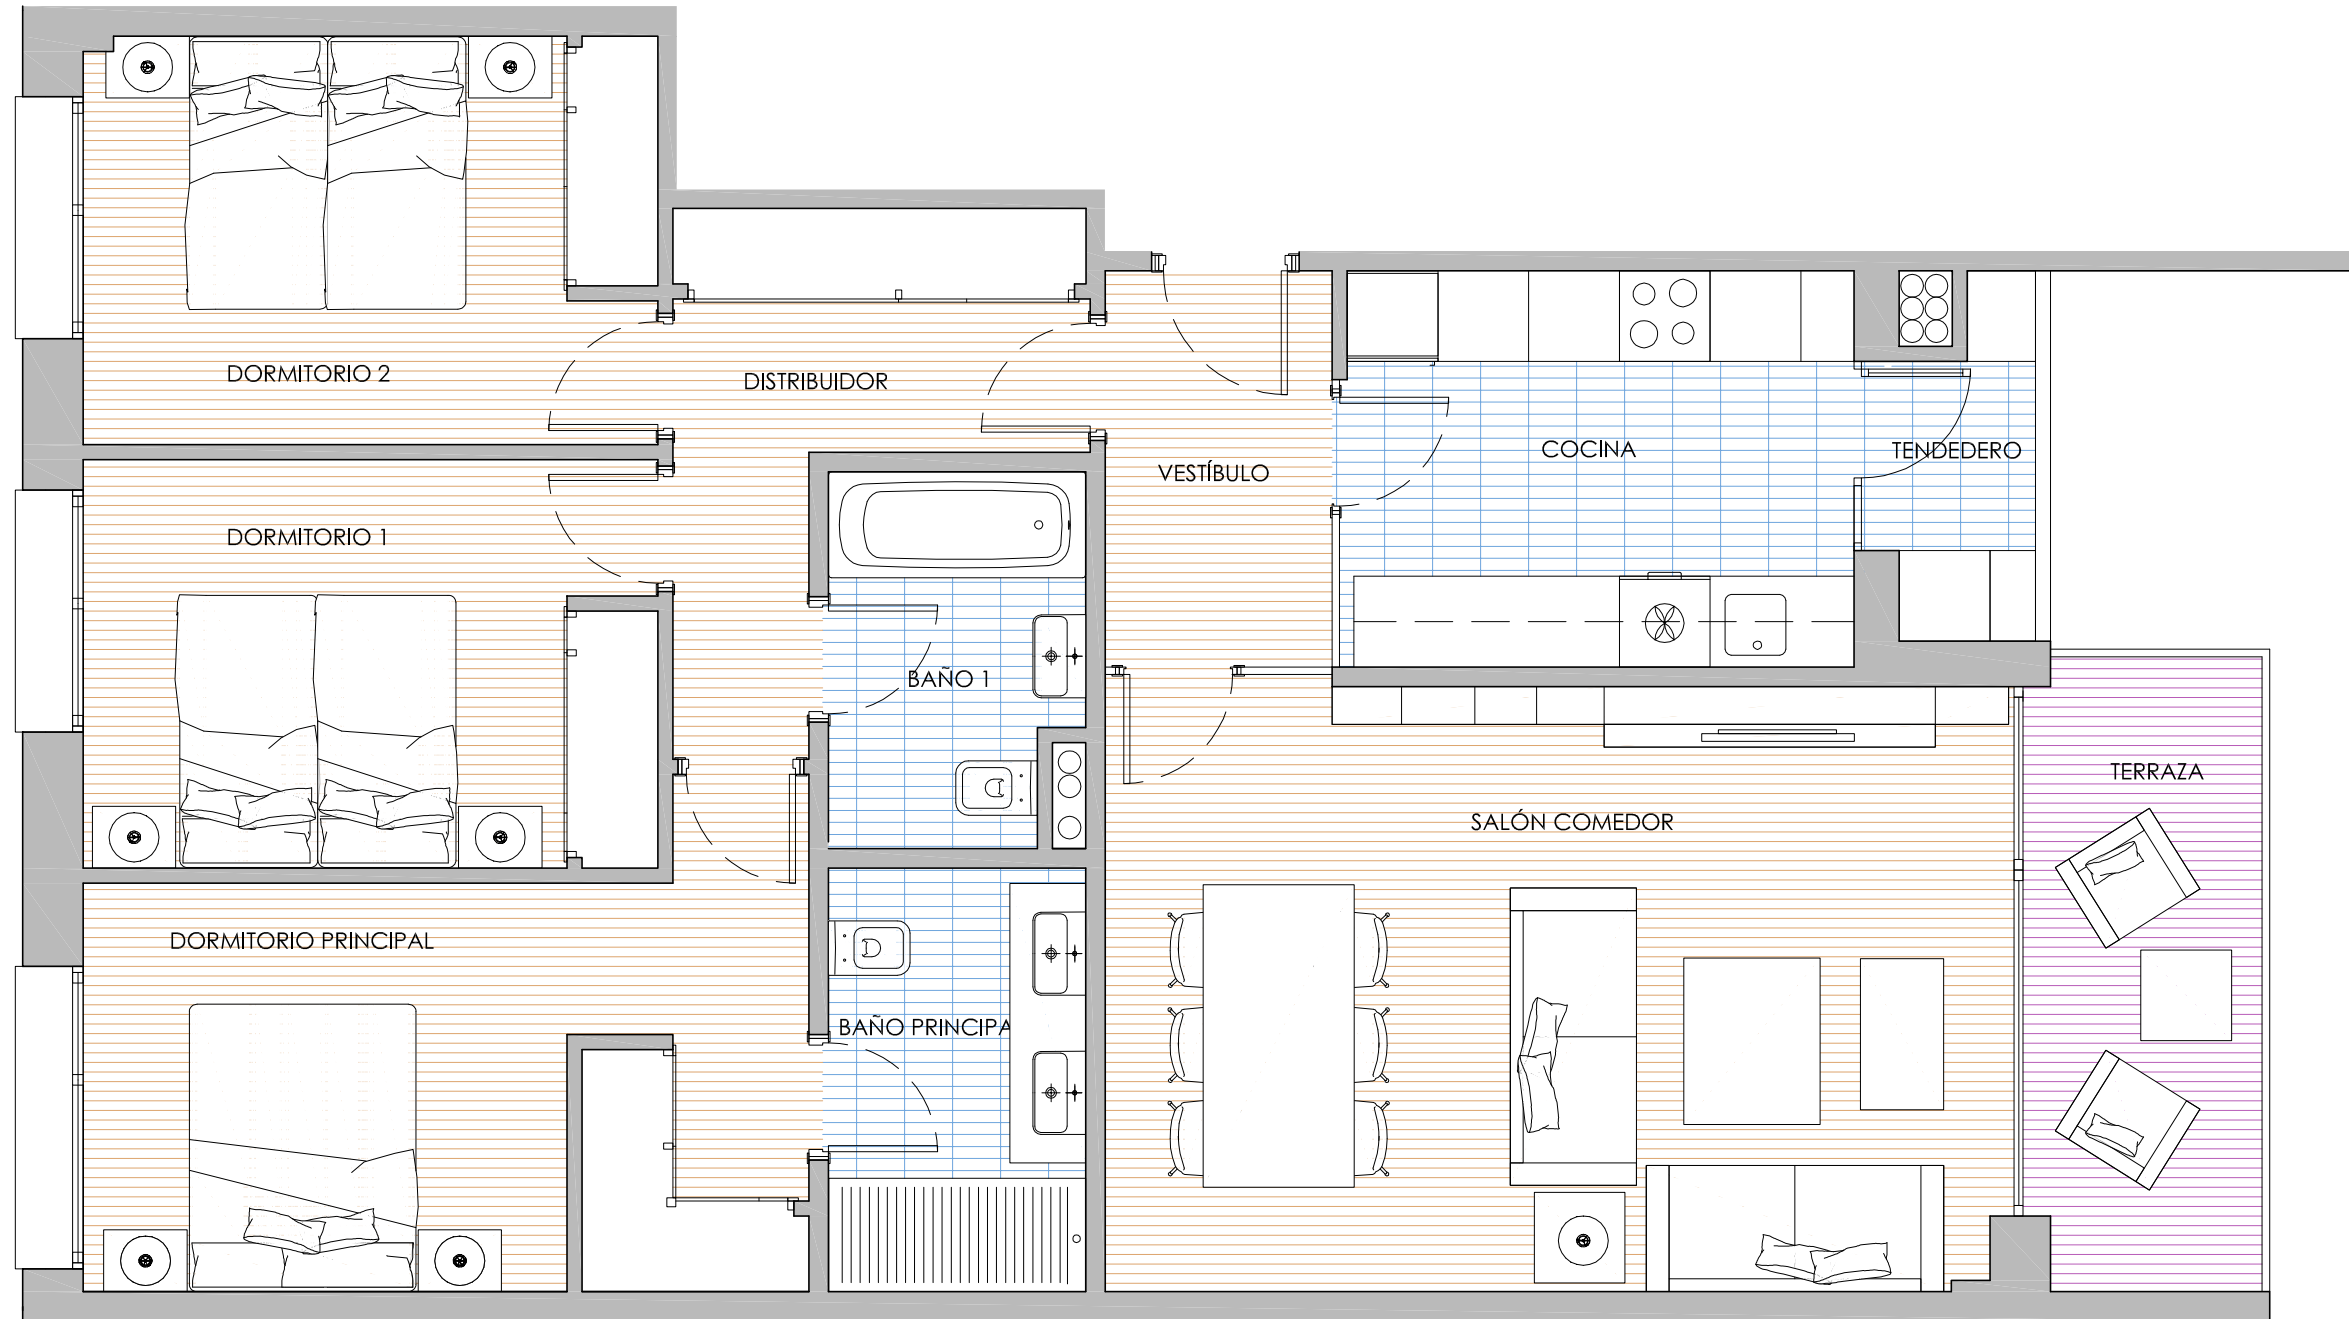 DORMITORIO 2
DISTRIBUIDOR
COCINA
TENDEDERO
VESTÍBULO
DORMITORIO 1
BAÑO 1
TERRAZA
SALÓN COMEDOR
DORMITORIO PRINCIPAL
BAÑO PRINCIPA